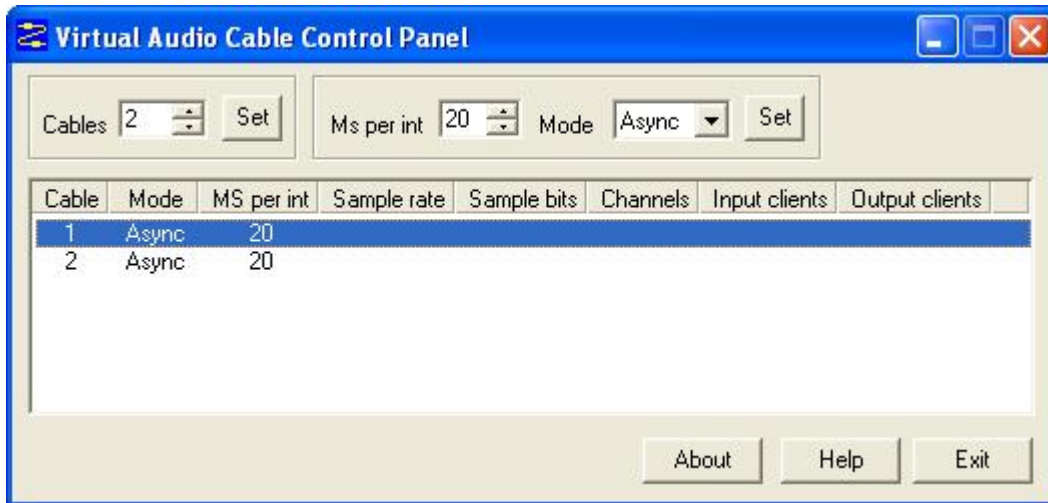 Virtual Audio Cable Control Panel
Cables 2 Set Ms per int 20 Mode Async Set
Cable Mode MS per int Sample rate Sample bits Channels Input clients Output clients
1 Async 20
2 Async 20
About Help Exit